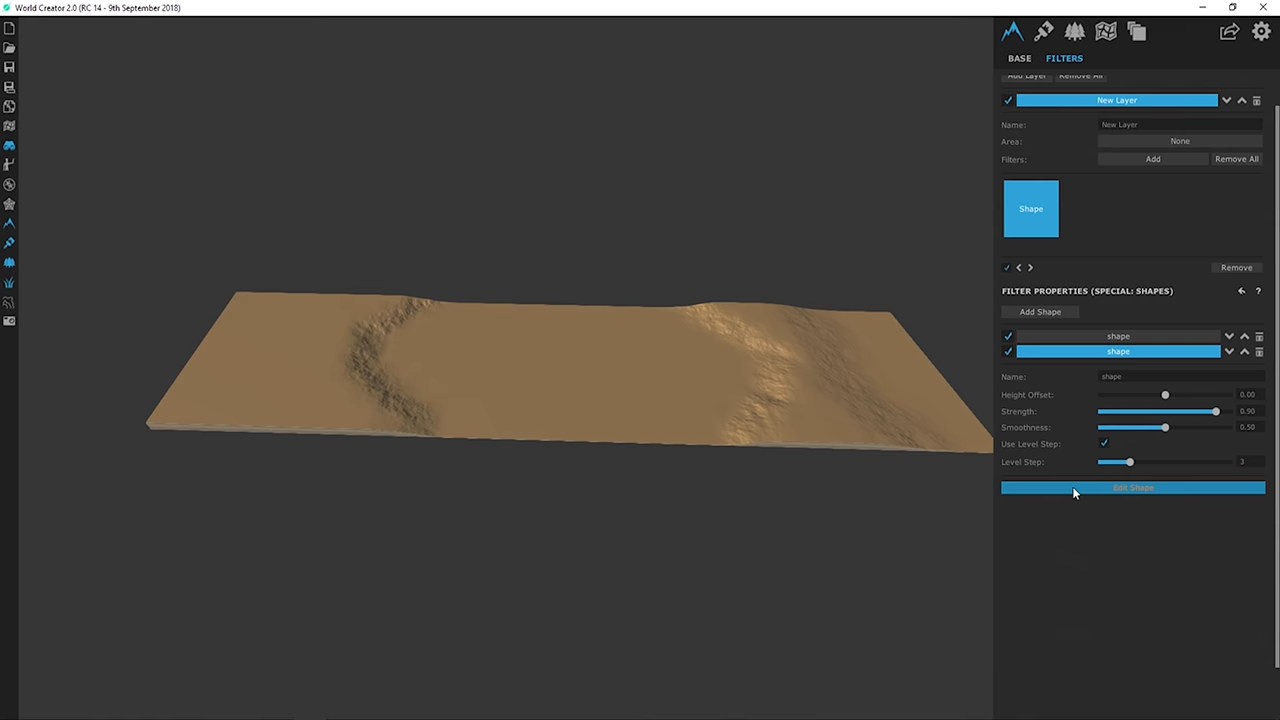 World Creator 2.0 (RC 14 - 9th September 2018)
BASE FILTERS
Add Layer Remove All
New Layer
Name: New Layer
Area: None
Filters: Add Remove All
Shape
Remove
FILTER PROPERTIES (SPECIAL: SHAPES) ?
Add Shape
shape
shape
Name: shape
Height Offset: 0.00
Strength: 0.90
Smoothness: 0.50
Use Level Step:
Level Step: 3
Edit Shape